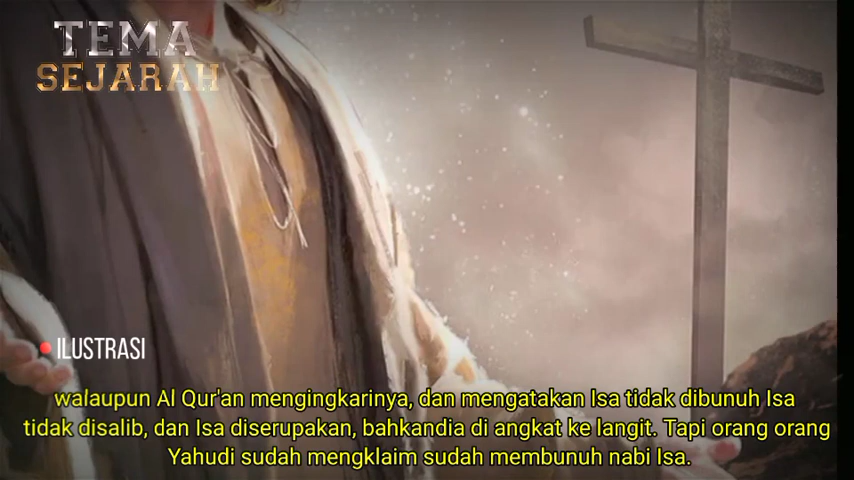 TEMA
SEJARAH
ILUSTRASI
walaupun Al Qur'an mengingkarinya, dan mengatakan Isa tidak dibunuh Isa
tidak disalib, dan Isa diserupakan, bahkandia di angkat ke langit. Tapi orang orang
Yahudi sudah mengklaim sudah membunuh nabi Isa.